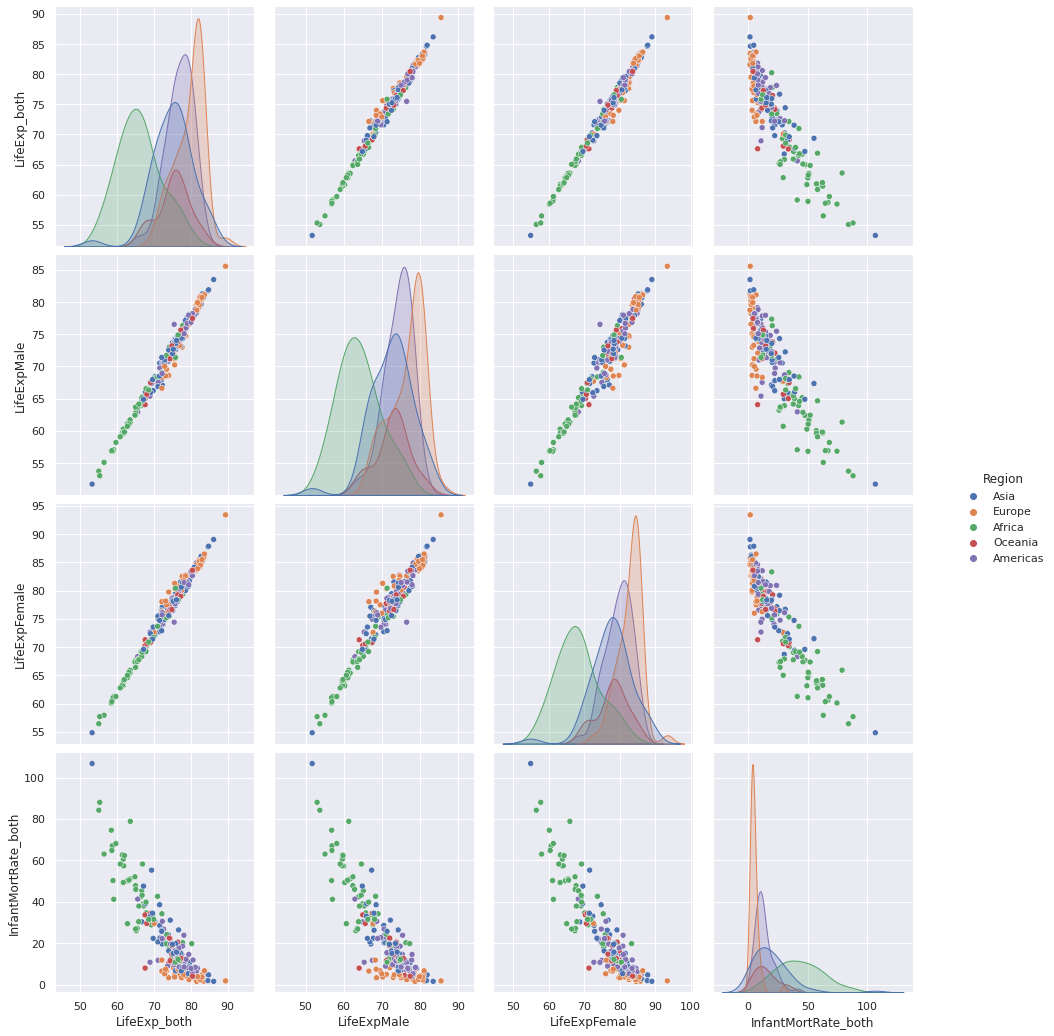 90
85
80
75
70
65
60
55
LifeExp_both
85
80
75
70
65
60
55
LifeExpMale
95
90
85
80
75
70
65
60
55
LifeExpFemale
Region
Asia
Europe
Africa
Oceania
Americas
100
80
60
40
20
0
InfantMortRate_both
50 60 70 80 90
50 60 70 80 90
50 60 70 80 90 100
0 50 100
LifeExp_both
LifeExpMale
LifeExpFemale
InfantMortRate_both